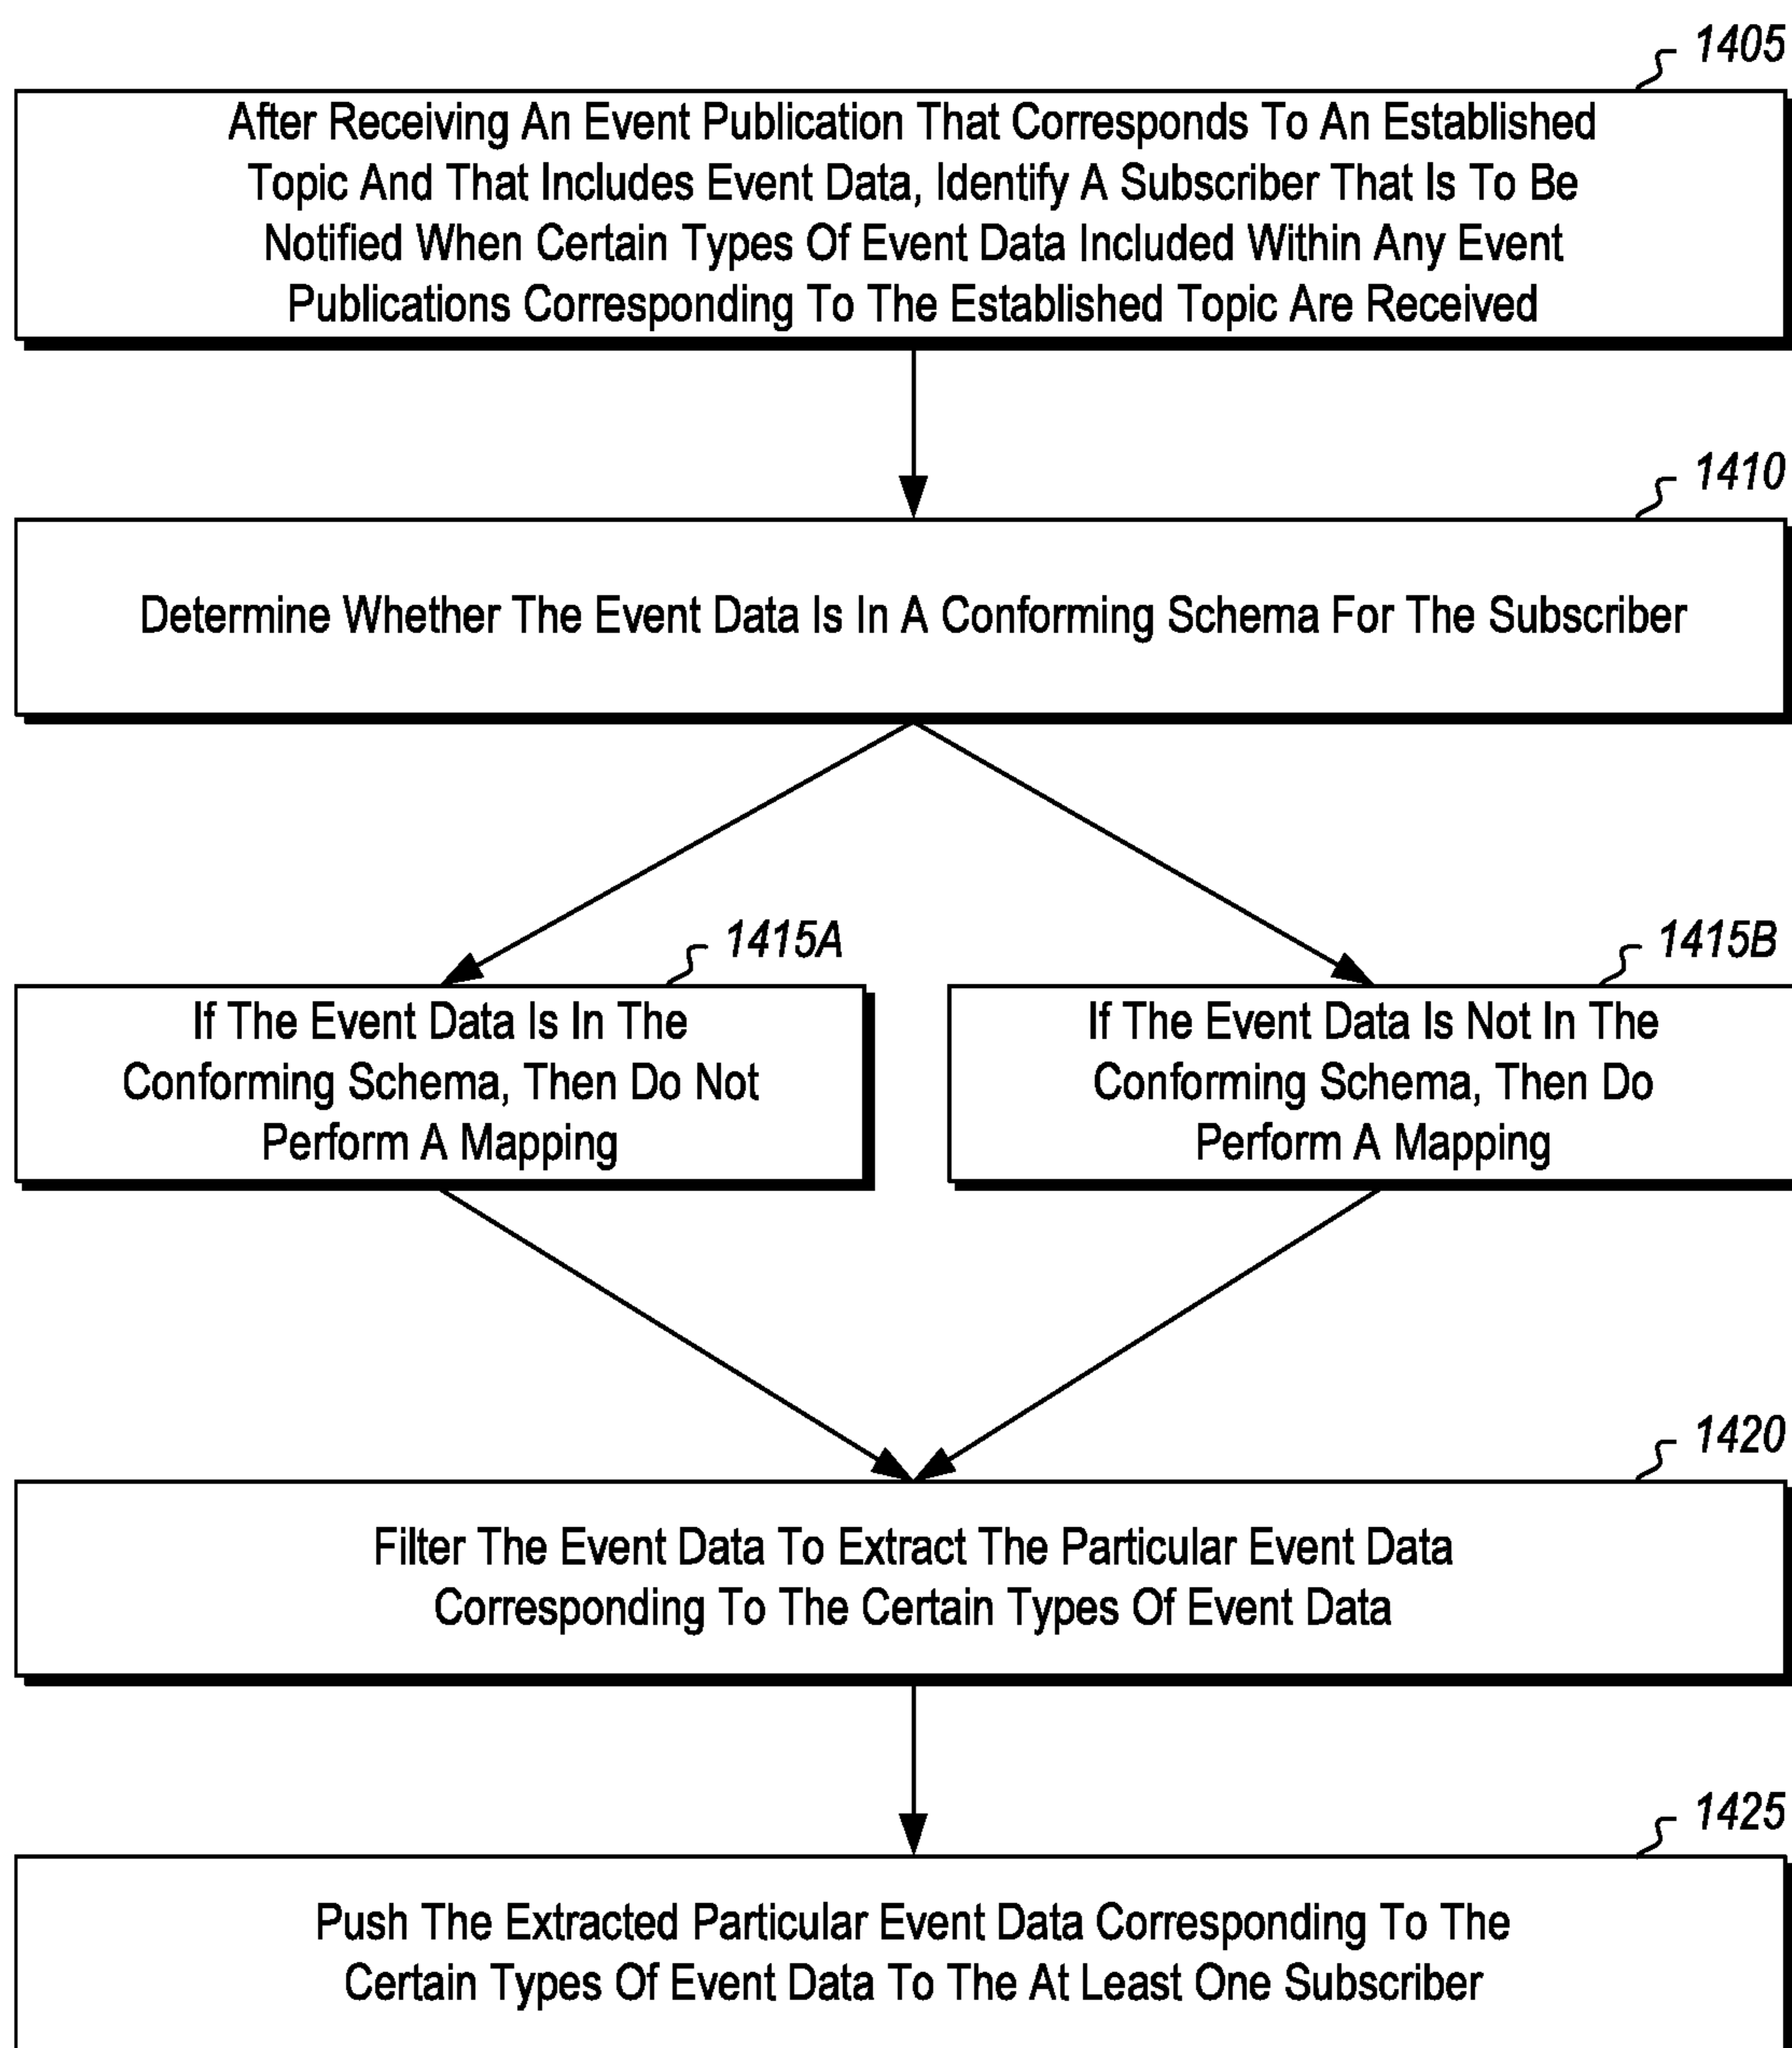 1405
After Receiving An Event Publication That Corresponds To An Established
Topic And That Includes Event Data, Identify A Subscriber That Is To Be
Notified When Certain Types Of Event Data Included Within Any Event
Publications Corresponding To The Established Topic Are Received
1410
Determine Whether The Event Data Is In A Conforming Schema For The Subscriber
1415A
If The Event Data Is In The
Conforming Schema, Then Do Not
Perform A Mapping
1415B
If The Event Data Is Not In The
Conforming Schema, Then Do
Perform A Mapping
1420
Filter The Event Data To Extract The Particular Event Data
Corresponding To The Certain Types Of Event Data
1425
Push The Extracted Particular Event Data Corresponding To The
Certain Types Of Event Data To The At Least One Subscriber